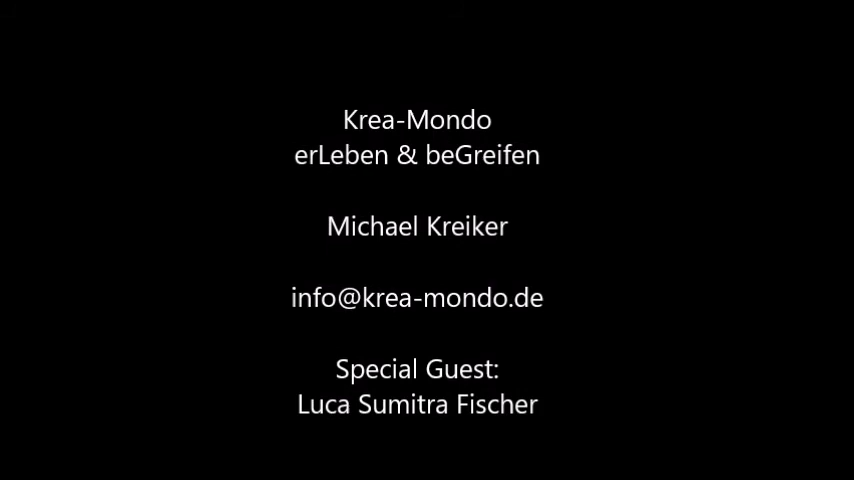 Krea-Mondo
erLeben & beGreifen
Michael Kreiker
info@krea-mondo.de
Special Guest:
Luca Sumitra Fischer